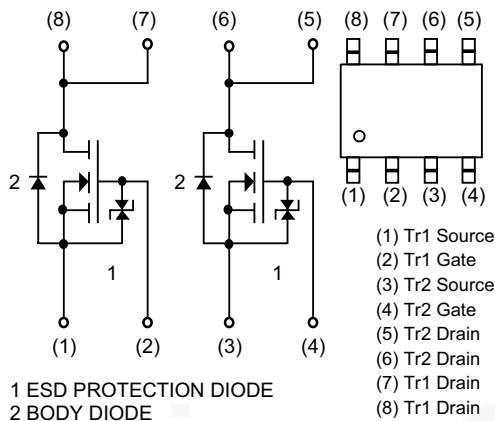 (8) (7) (6) (5)
(8) (7) (6) (5)
2
2
1
1
(1) (2) (3) (4)
(1) (2) (3) (4)
(1) Tr1 Source
(2) Tr1 Gate
(3) Tr2 Source
(4) Tr2 Gate
(5) Tr2 Drain
(6) Tr2 Drain
(7) Tr1 Drain
(8) Tr1 Drain
1 ESD PROTECTION DIODE
2 BODY DIODE